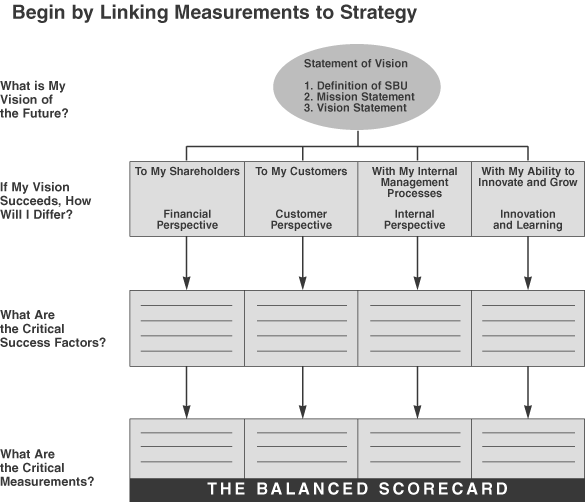 Begin by Linking Measurements to Strategy
What is My
Vision of
the Future?
Statement of Vision
1. Definition of SBU
2. Mission Statement
3. Vision Statement
If My Vision
Succeeds, How
Will I Differ?
To My Shareholders
Financial
Perspective
To My Customers
Customer
Perspective
With My Internal
Management
Processes
Internal
Perspective
With My Ability to
Innovate and Grow
Innovation
and Learning
What Are
the Critical
Success Factors?
What Are
the Critical
Measurements?
THE BALANCED SCORECARD